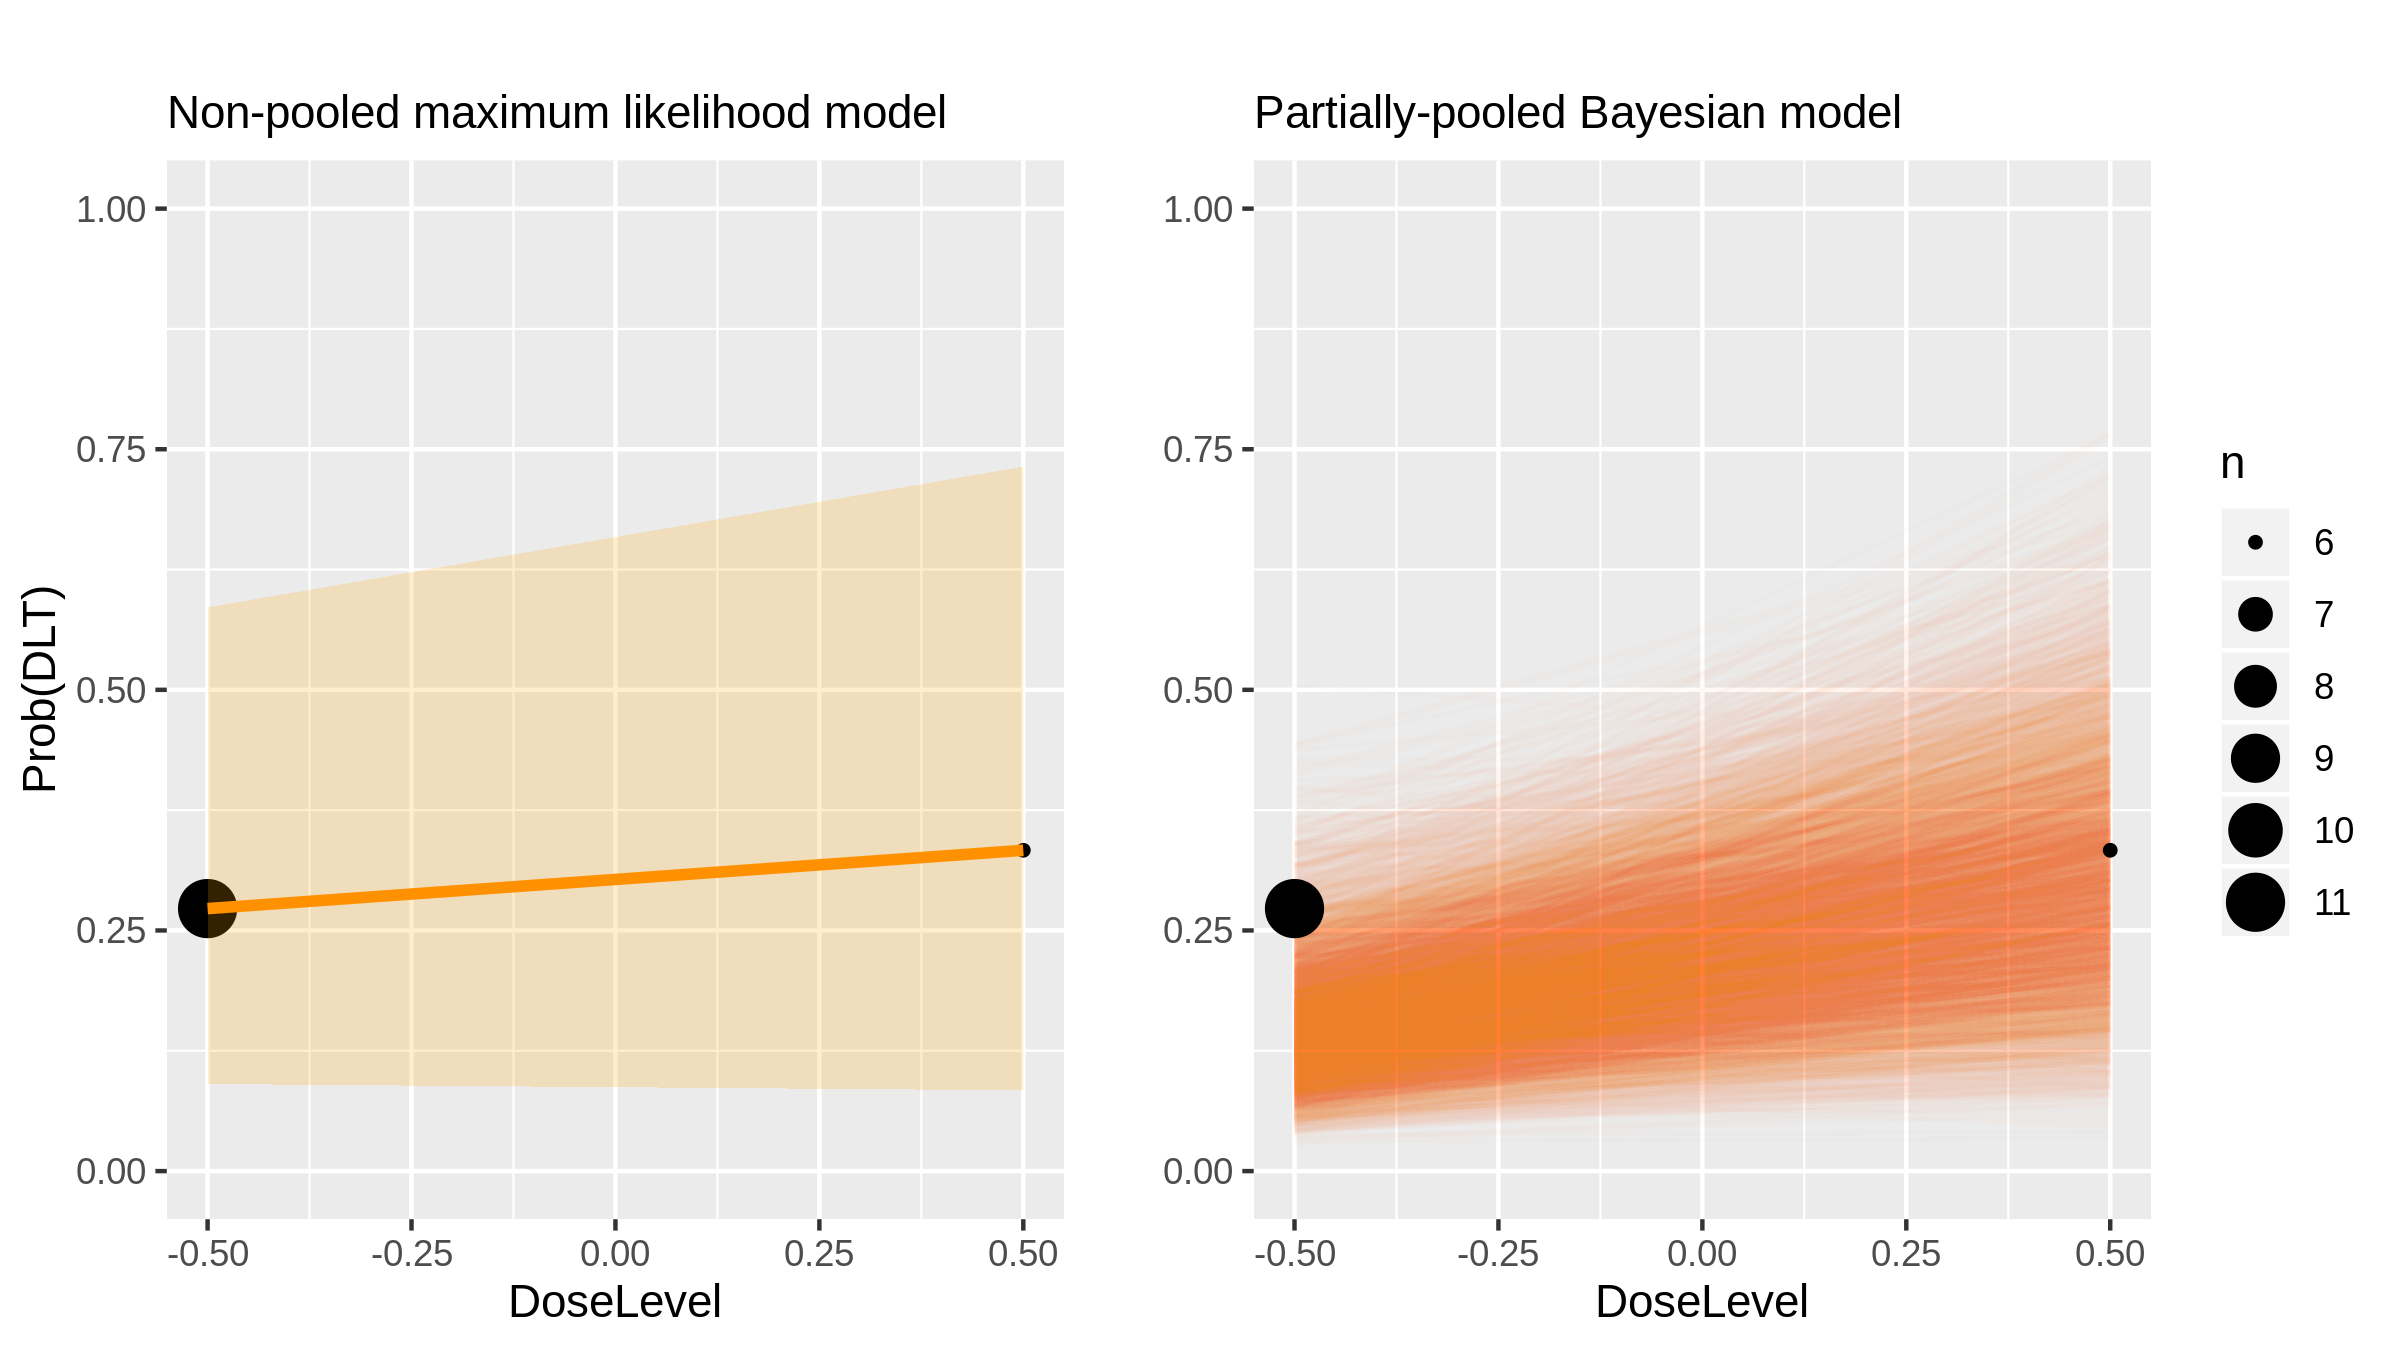 Non-pooled maximum likelihood model
Partially-pooled Bayesian model
Prob(DLT)
1.00
0.75
0.50
0.25
0.00
-0.50 -0.25 0.00 0.25 0.50
DoseLevel
1.00
0.75
0.50
0.25
0.00
-0.50 -0.25 0.00 0.25 0.50
DoseLevel
n
6
7
8
9
10
11